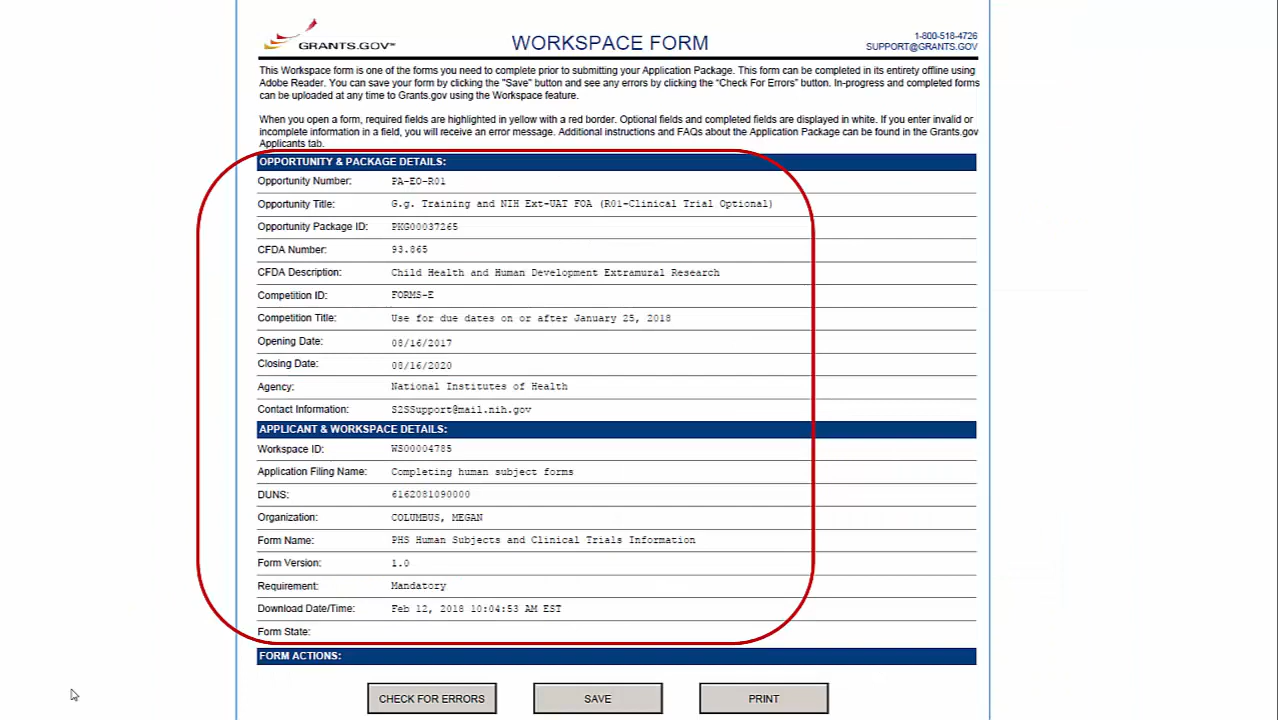 GRANTS.GOV™
WORKSPACE FORM
1-800-518-4726
SUPPORT@GRANTS.GOV
This Workspace form is one of the forms you need to complete prior to submitting your Application Package. This form can be completed in its entirety offline using
Adobe Reader. You can save your form by clicking the "Save" button and see any errors by clicking the “Check For Errors” button. In-progress and completed forms
can be uploaded at any time to Grants.gov using the Workspace feature.
When you open a form, required fields are highlighted in yellow with a red border. Optional fields and completed fields are displayed in white. If you enter invalid or
incomplete information in a field, you will receive an error message. Additional instructions and FAQs about the Application Package can be found in the Grants.gov
Applicants tab.
OPPORTUNITY & PACKAGE DETAILS:
Opportunity Number: PA-EO-R01
Opportunity Title: G.g. Training and NIH Ext-UAT FOA (R01-Clinical Trial Optional)
Opportunity Package ID: PKG00037265
CFDA Number: 93.865
CFDA Description: Child Health and Human Development Extramural Research
Competition ID: FORMS-E
Competition Title: Use for due dates on or after January 25, 2018
Opening Date: 08/16/2017
Closing Date: 08/16/2020
Agency: National Institutes of Health
Contact Information: S2SSupport@mail.nih.gov
APPLICANT & WORKSPACE DETAILS:
Workspace ID: WS00004785
Application Filing Name: Completing human subject forms
DUNS: 6162081090000
Organization: COLUMBUS, MEGAN
Form Name: PHS Human Subjects and Clinical Trials Information
Form Version: 1.0
Requirement: Mandatory
Download Date/Time: Feb 12, 2018 10:04:53 AM EST
Form State:
FORM ACTIONS:
CHECK FOR ERRORS SAVE PRINT